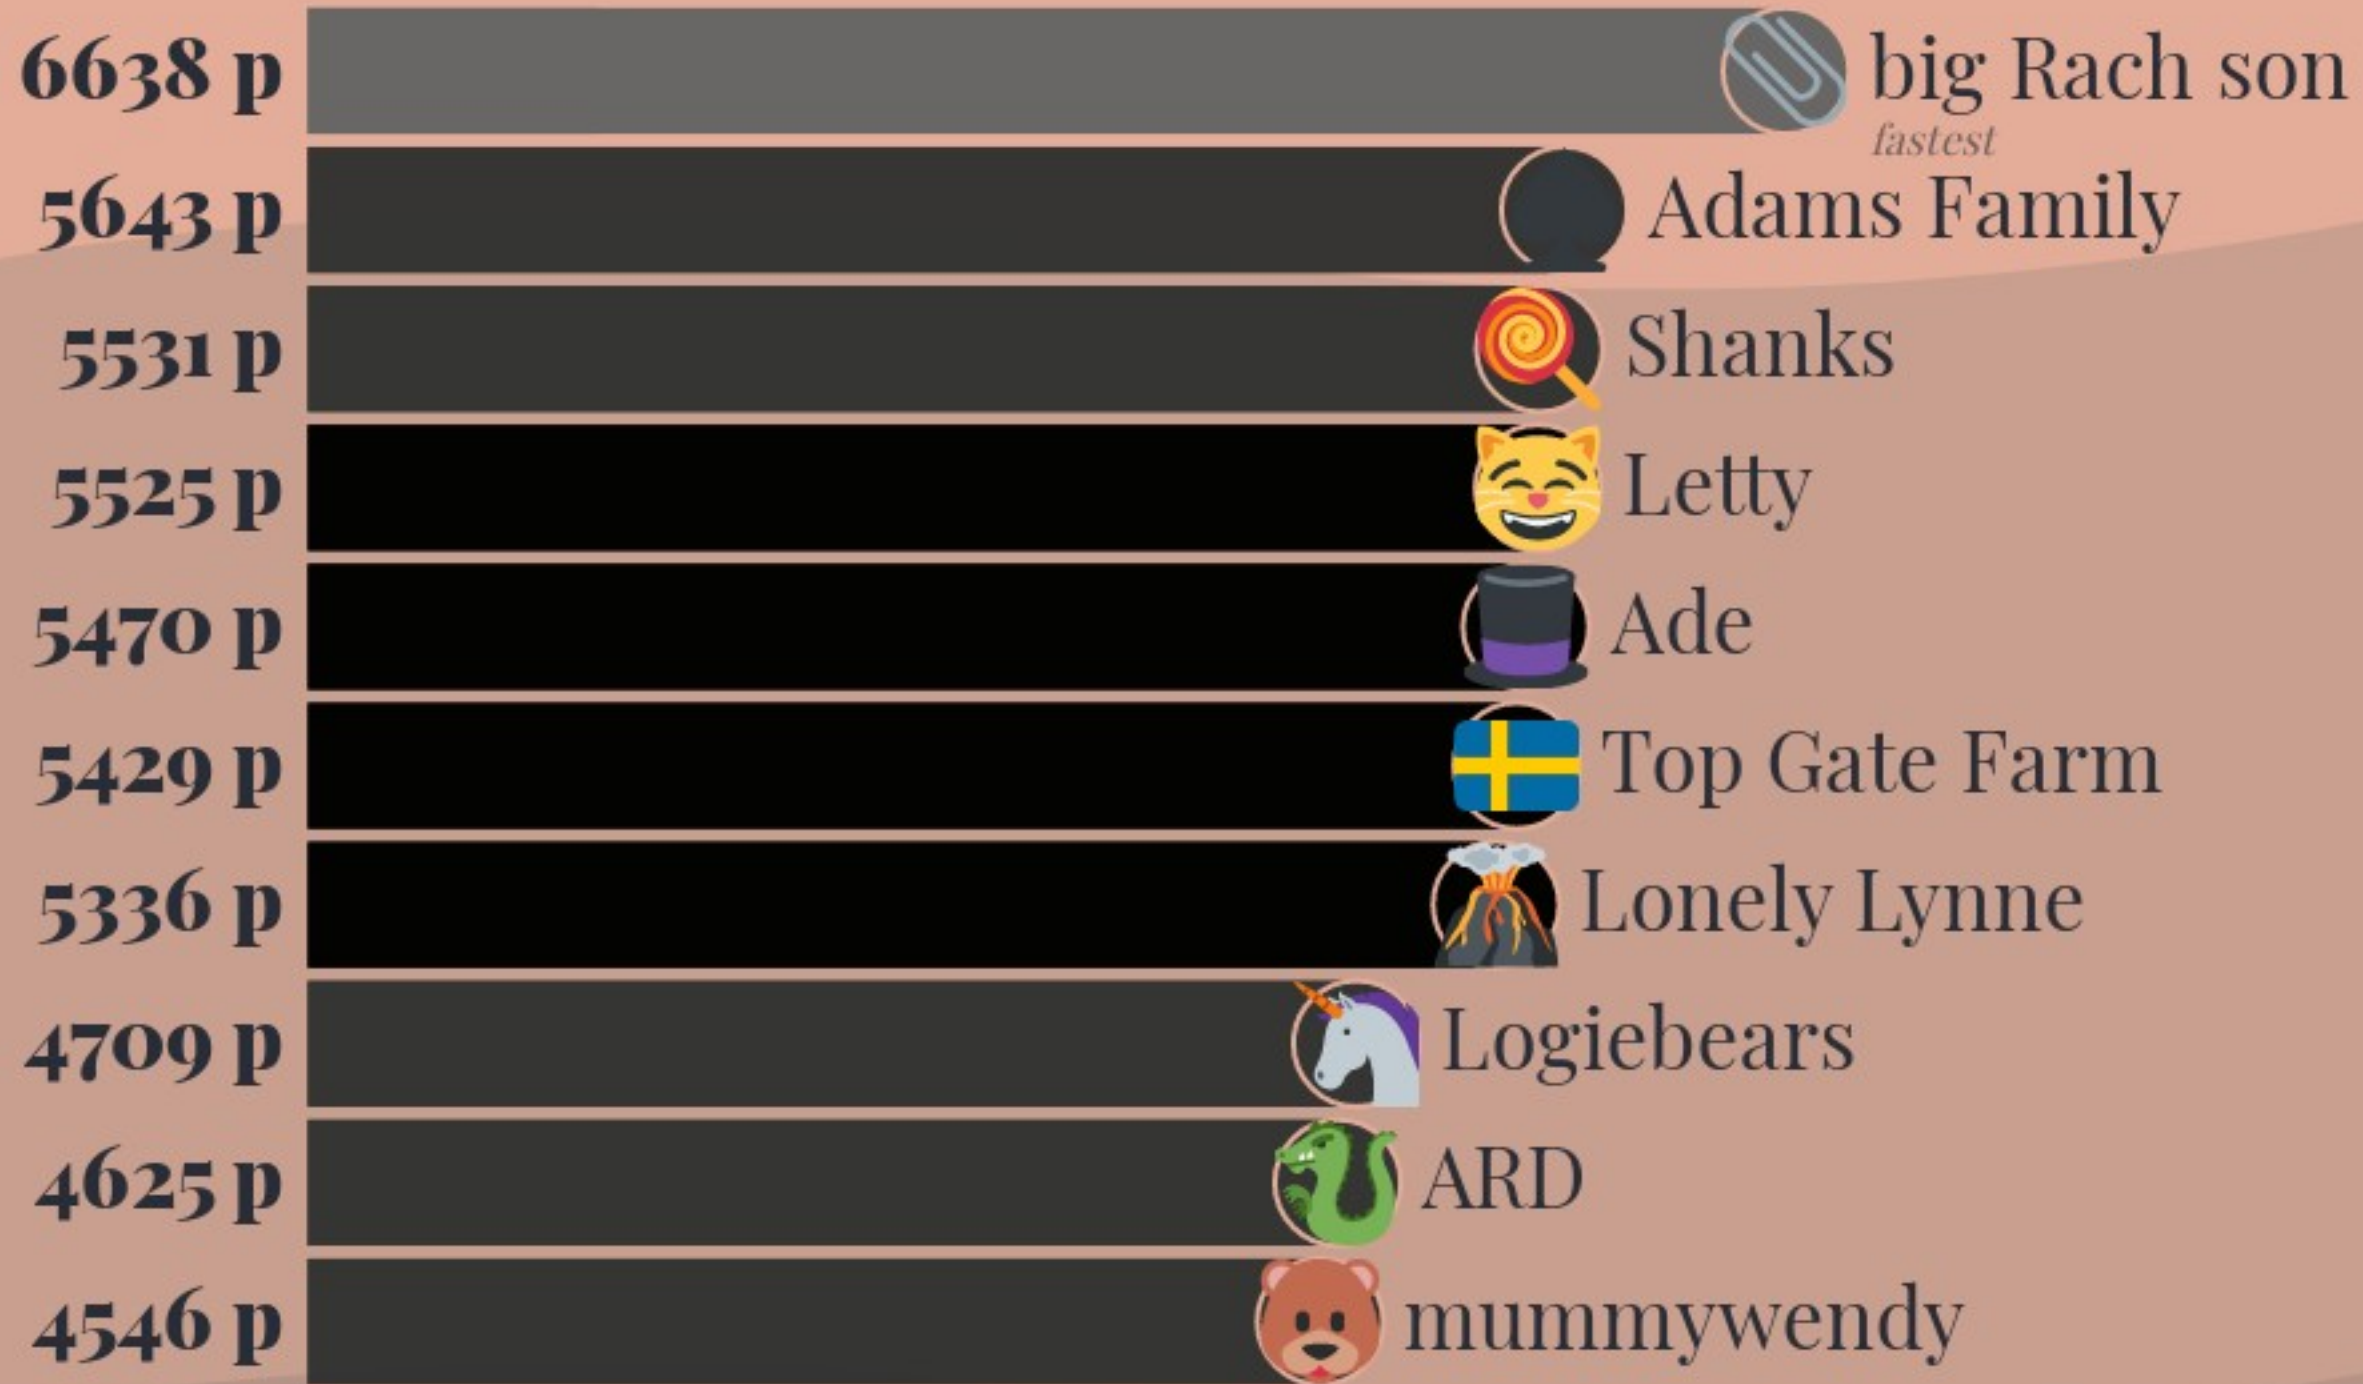 6638 p big Rach son
fastest
5643 p Adams Family
5531 p Shanks
5525 p Letty
5470 p Ade
5429 p Top Gate Farm
5336 p Lonely Lynne
4709 p Logiebears
4625 p ARD
4546 p mummywendy